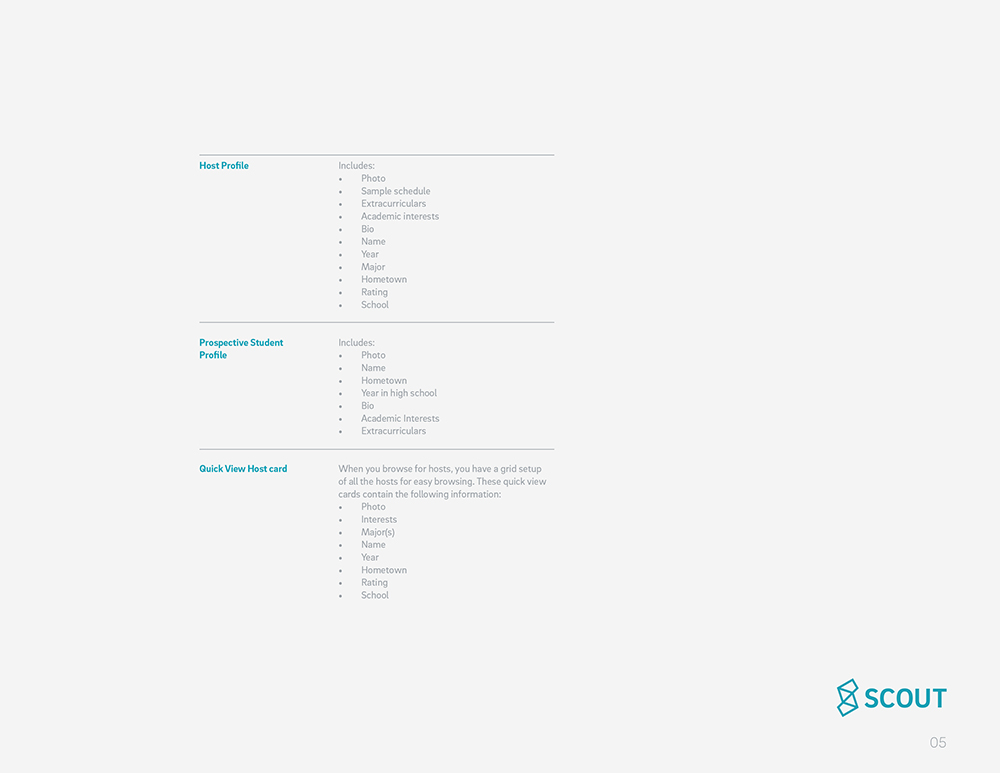 Host Profile
Includes:
• Photo
• Sample schedule
• Extracurriculars
• Academic interests
• Bio
• Name
• Year
• Major
• Hometown
• Rating
• School
Prospective Student
Profile
Includes:
• Photo
• Name
• Hometown
• Year in high school
• Bio
• Academic Interests
• Extracurriculars
Quick View Host card
When you browse for hosts, you have a grid setup
of all the hosts for easy browsing. These quick view
cards contain the following information:
• Photo
• Interests
• Major(s)
• Name
• Year
• Hometown
• Rating
• School
SCOUT
05